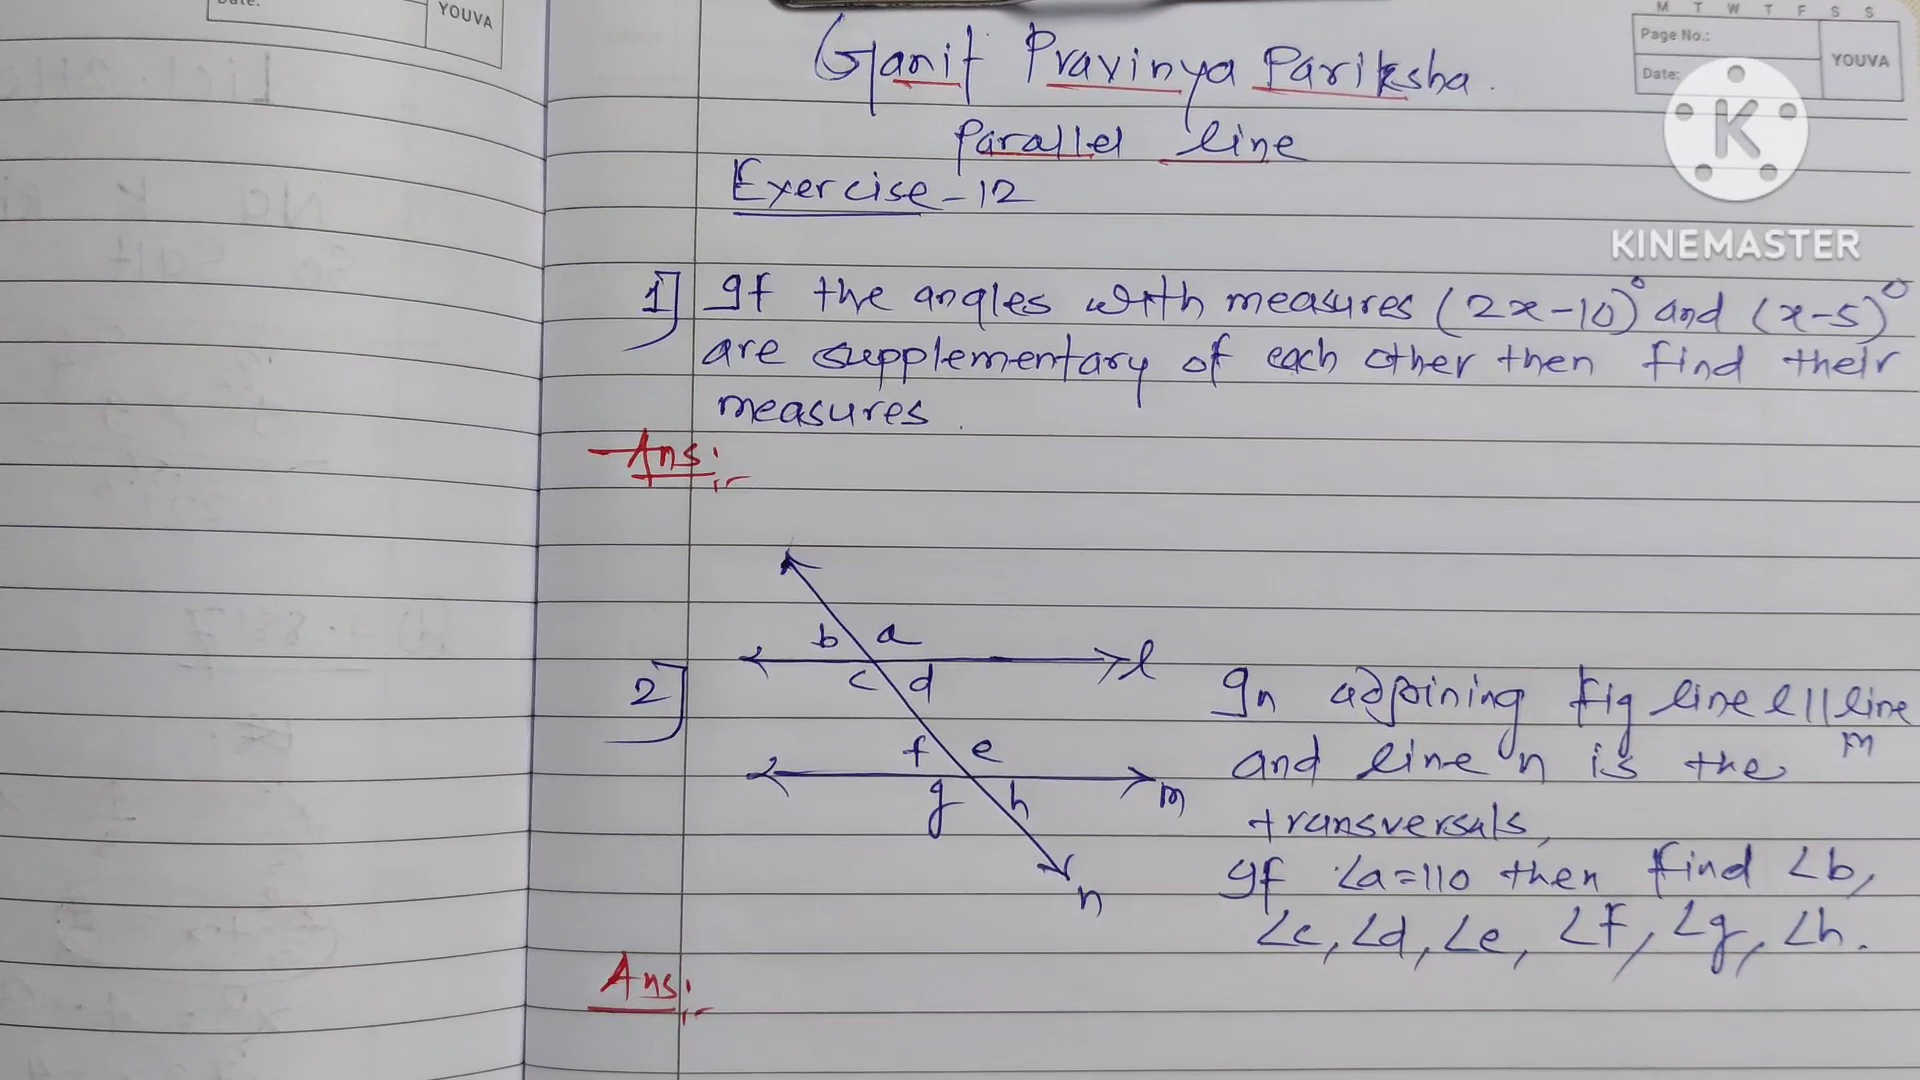 Date:
YOUVA
M T W T F S S
Page No.:
Date:
YOUVA
KINEMASTER
Ganit Pravinya Pariksha.
Parallel line
Exercise-12
1] If the angles with measures (2x-10)° and (x-5)°
are supplementary of each other then find their
measures.
Ans:-
2]
b a
l
c d
f e
m
g h
n
In adjoining fig line l||line
m
and line n is the
transversals,
If ∠a=110 then find ∠b,
∠c, ∠d, ∠e, ∠f, ∠g, ∠h.
Ans:-